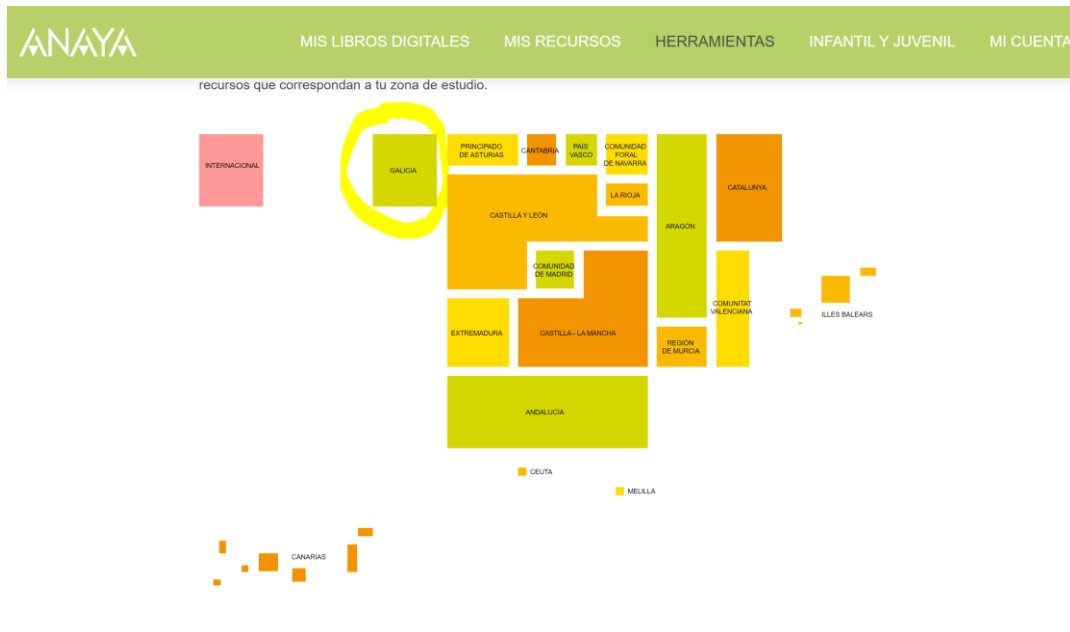 ANAYA
MIS LIBROS DIGITALES MIS RECURSOS HERRAMIENTAS INFANTIL Y JUVENIL MI CUENTA
recursos que correspondan a tu zona de estudio.
INTERNACIONAL
GALICIA
PRINCIPADO
DE ASTURIAS
CANTABRIA
PAÍS
VASCO
COMUNIDAD
FORAL
DE NAVARRA
LA RIOJA
CASTILLA Y LEÓN
ARAGÓN
CATALUNYA
COMUNIDAD
DE MADRID
EXTREMADURA
CASTILLA - LA MANCHA
REGIÓN
DE MURCIA
COMUNITAT
VALENCIANA
ILLES BALEARS
ANDALUCÍA
CEUTA
MELILLA
CANARIAS